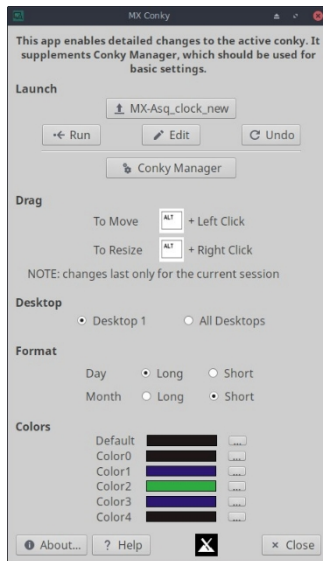 MX Conky
This app enables detailed changes to the active conky. It
supplements Conky Manager, which should be used for
basic settings.
Launch
MX-Asq_clock_new
Run Edit Undo
Conky Manager
Drag
To Move ALT + Left Click
To Resize ALT + Right Click
NOTE: changes last only for the current session
Desktop
Desktop 1 All Desktops
Format
Day Long Short
Month Long Short
Colors
Default ...
Color0 ...
Color1 ...
Color2 ...
Color3 ...
Color4 ...
About... ? Help × Close